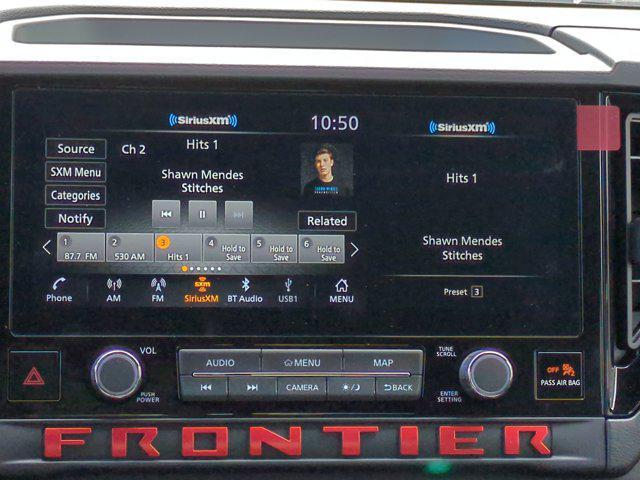 SiriusXM
10:50
SiriusXM
Source
Ch 2
Hits 1
SXM Menu
Categories
Notify
Shawn Mendes
Stitches
Related
Hits 1
Shawn Mendes
Stitches
Preset 3
1
87.7 FM
2
530 AM
3
Hits 1
4
Hold to
Save
5
Hold to
Save
6
Hold to
Save
Phone
AM
FM
SXM
SiriusXM
BT Audio
USB1
MENU
VOL
PUSH
POWER
AUDIO
MENU
MAP
CAMERA
BACK
TUNE
SCROLL
ENTER
SETTING
OFF
PASS AIR BAG
FRONTIER